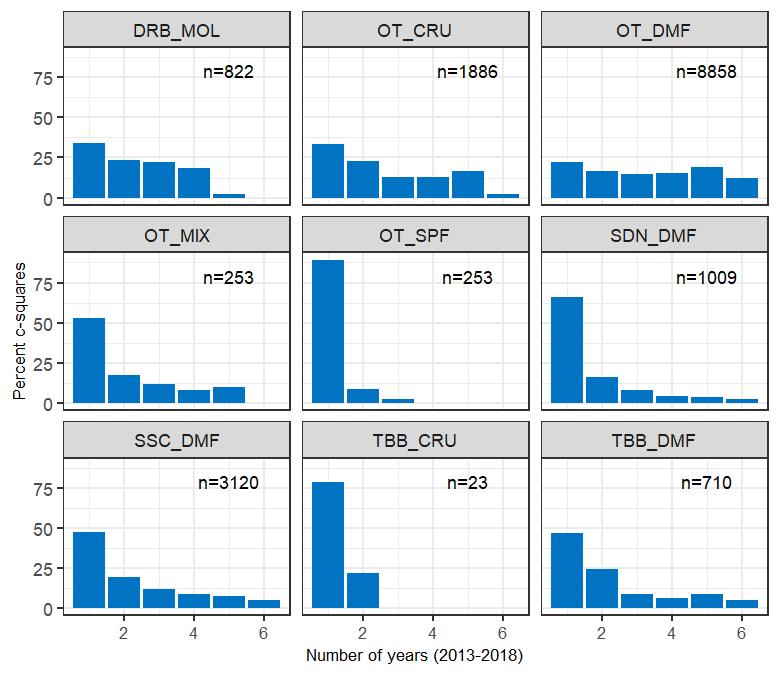 DRB_MOL OT_CRU OT_DMF
n=822 n=1886 n=8858
75
50
25
0
OT_MIX OT_SPF SDN_DMF
n=253 n=253 n=1009
75
50
25
0
Percent c-squares
SSC_DMF TBB_CRU TBB_DMF
n=3120 n=23 n=710
75
50
25
0
2 4 6 2 4 6 2 4 6
Number of years (2013-2018)